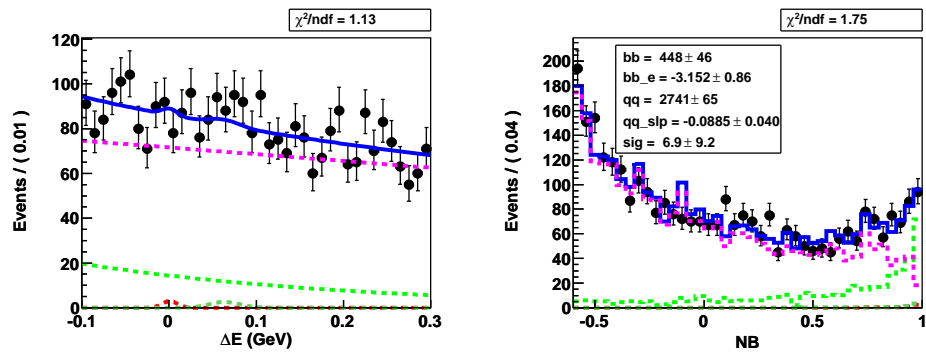 χ²/ndf = 1.13
Events / ( 0.01 )
120
100
80
60
40
20
0
-0.1 0 0.1 0.2 0.3
ΔE (GeV)
χ²/ndf = 1.75
Events / ( 0.04 )
200
180
160
140
120
100
80
60
40
20
0
bb = 448 ± 46
bb_e = -3.152 ± 0.86
qq = 2741 ± 65
qq_slp = -0.0885 ± 0.040
sig = 6.9 ± 9.2
-0.5 0 0.5 1
NB